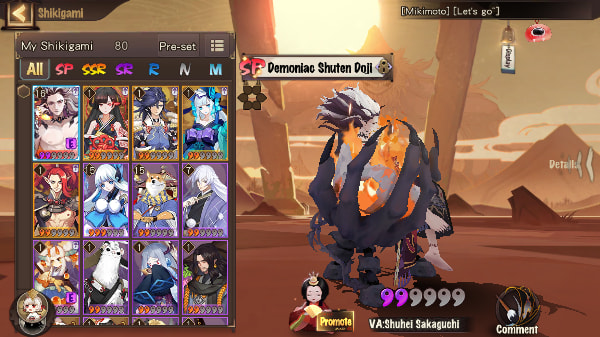 Shikigami
[Mikimoto] [Let's go~]
My Shikigami 80 Pre-set
All SP SSR SR R N M
SP Demoniac Shuten Doji
Display
Detail
Promote
VA:Shuhei Sakaguchi
Comment